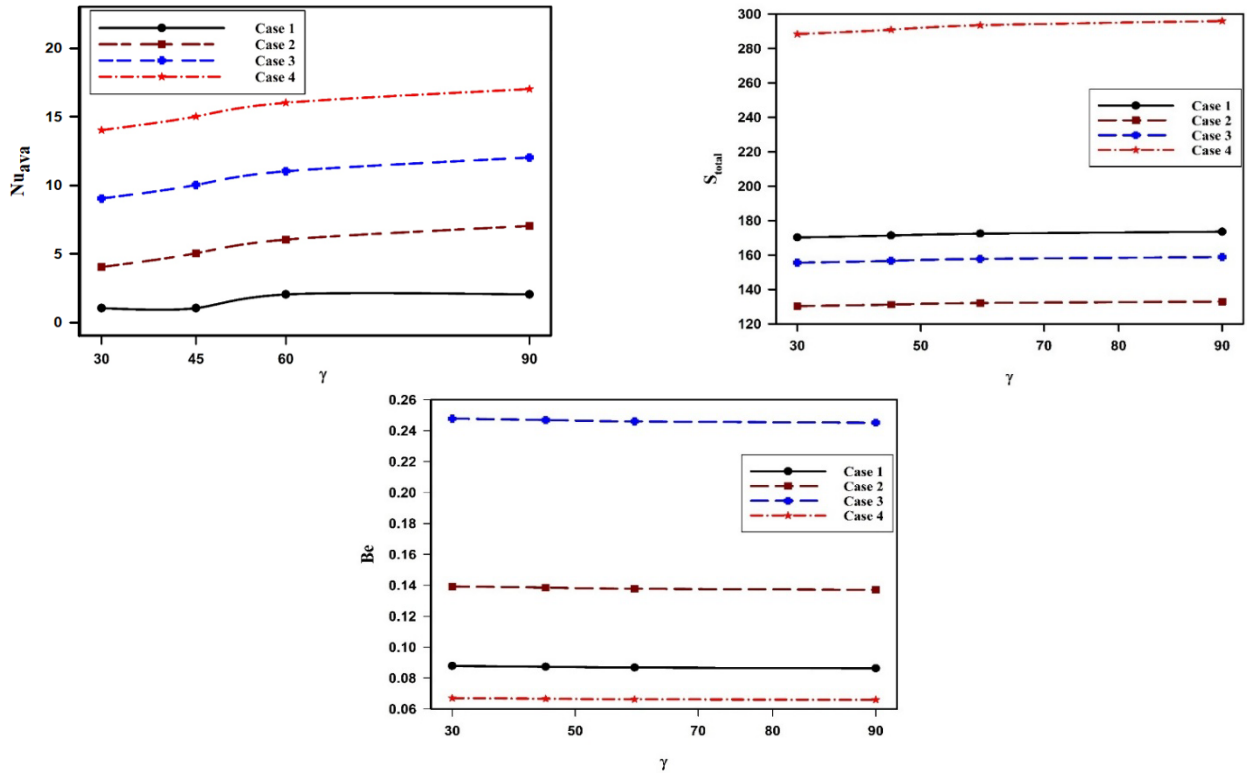 Case 1
Case 2
Case 3
Case 4
20
15
10
5
0
Nu_ava
30
45
60
90
γ
300
280
260
240
220
200
180
160
140
120
S_total
Case 1
Case 2
Case 3
Case 4
30
50
70
80
90
γ
0.26
0.24
0.22
0.20
0.18
0.16
0.14
0.12
0.10
0.08
0.06
Be
Case 1
Case 2
Case 3
Case 4
30
50
70
80
90
γ